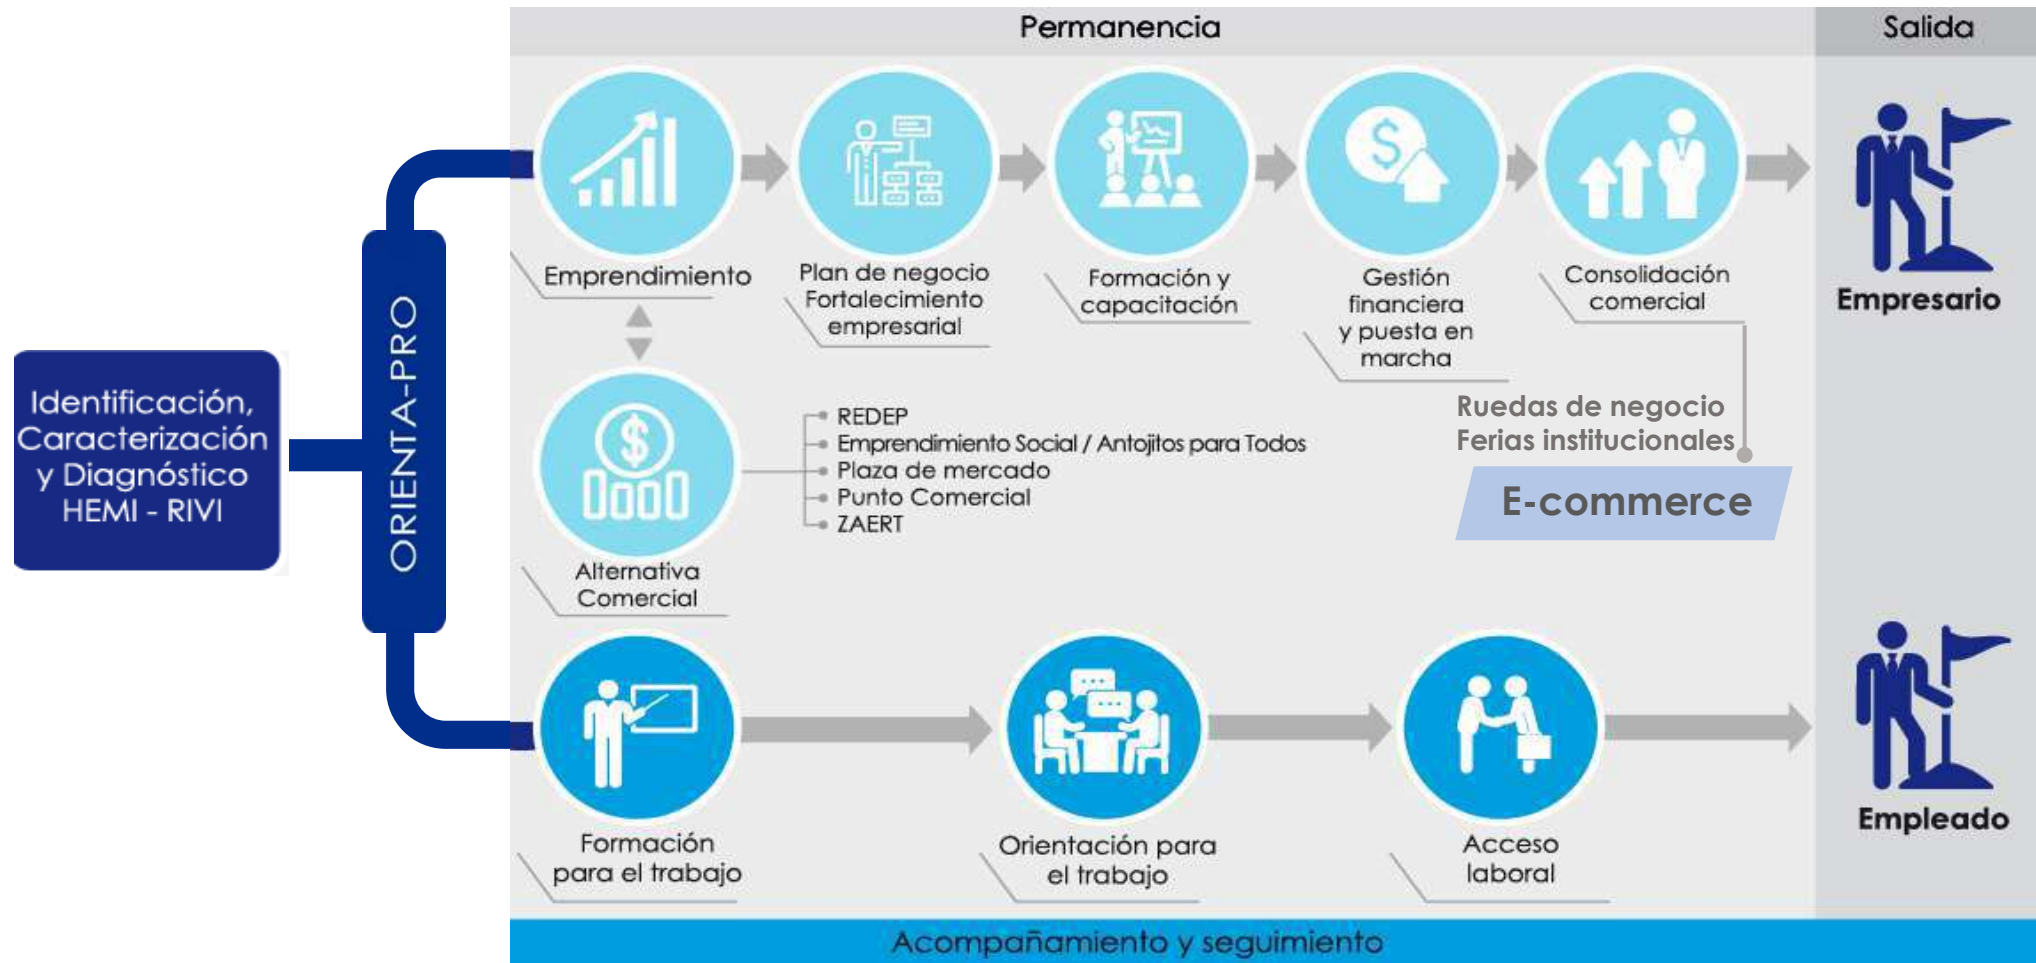 Permanencia
Salida
Identificación,
Caracterización
y Diagnóstico
HEMI - RIVI
ORIENTA-PRO
Emprendimiento
Plan de negocio
Fortalecimiento
empresarial
Formación y
capacitación
Gestión
financiera
y puesta en
marcha
Consolidación
comercial
Empresario
Ruedas de negocio
Ferias institucionales
E-commerce
Alternativa
Comercial
REDEP
Emprendimiento Social / Antojitos para Todos
Plaza de mercado
Punto Comercial
ZAERT
Formación
para el trabajo
Orientación para
el trabajo
Acceso
laboral
Empleado
Acompañamiento y seguimiento